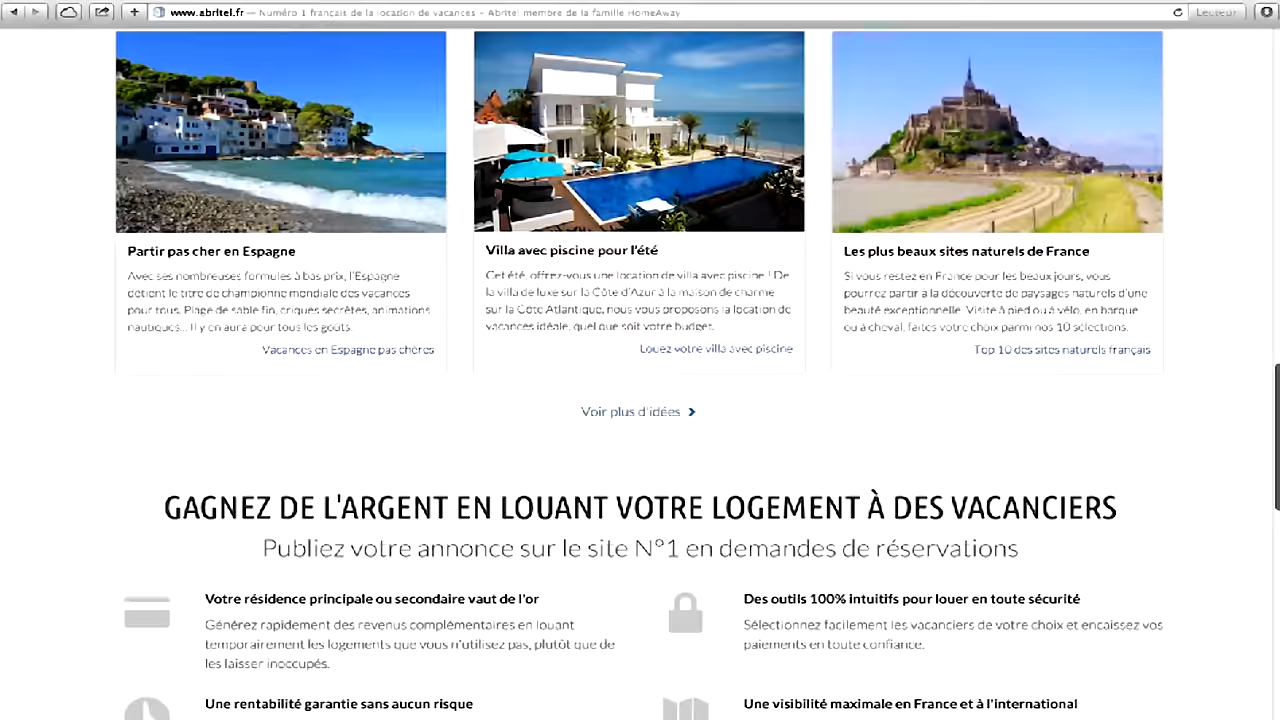 www.abritel.fr — Numéro 1 français de la location de vacances – Abritel membre de la famille HomeAway
Lecteur
Partir pas cher en Espagne
Avec ses nombreuses formules à bas prix, l'Espagne
détient le titre de championne mondiale des vacances
pour tous. Plage de sable fin, criques secrètes, animations
nautiques... Il y en aura pour tous les goûts.
Vacances en Espagne pas chères
Villa avec piscine pour l'été
Cet été, offrez-vous une location de villa avec piscine ! De
la villa de luxe sur la Côte d'Azur à la maison de charme
sur la Côte Atlantique, nous vous proposons la location de
vacances idéale, quel que soit votre budget.
Louez votre villa avec piscine
Les plus beaux sites naturels de France
Si vous restez en France pour les beaux jours, vous
pourrez partir à la découverte de paysages naturels d'une
beauté exceptionnelle. Visite à pied ou à vélo, en barque
ou à cheval, faites votre choix parmi nos 10 sélections.
Top 10 des sites naturels français
Voir plus d'idées
GAGNEZ DE L'ARGENT EN LOUANT VOTRE LOGEMENT À DES VACANCIERS
Publiez votre annonce sur le site N°1 en demandes de réservations
Votre résidence principale ou secondaire vaut de l'or
Générez rapidement des revenus complémentaires en louant
temporairement les logements que vous n'utilisez pas, plutôt que de
les laisser inoccupés.
Des outils 100% intuitifs pour louer en toute sécurité
Sélectionnez facilement les vacanciers de votre choix et encaissez vos
paiements en toute confiance.
Une rentabilité garantie sans aucun risque
Une visibilité maximale en France et à l'international